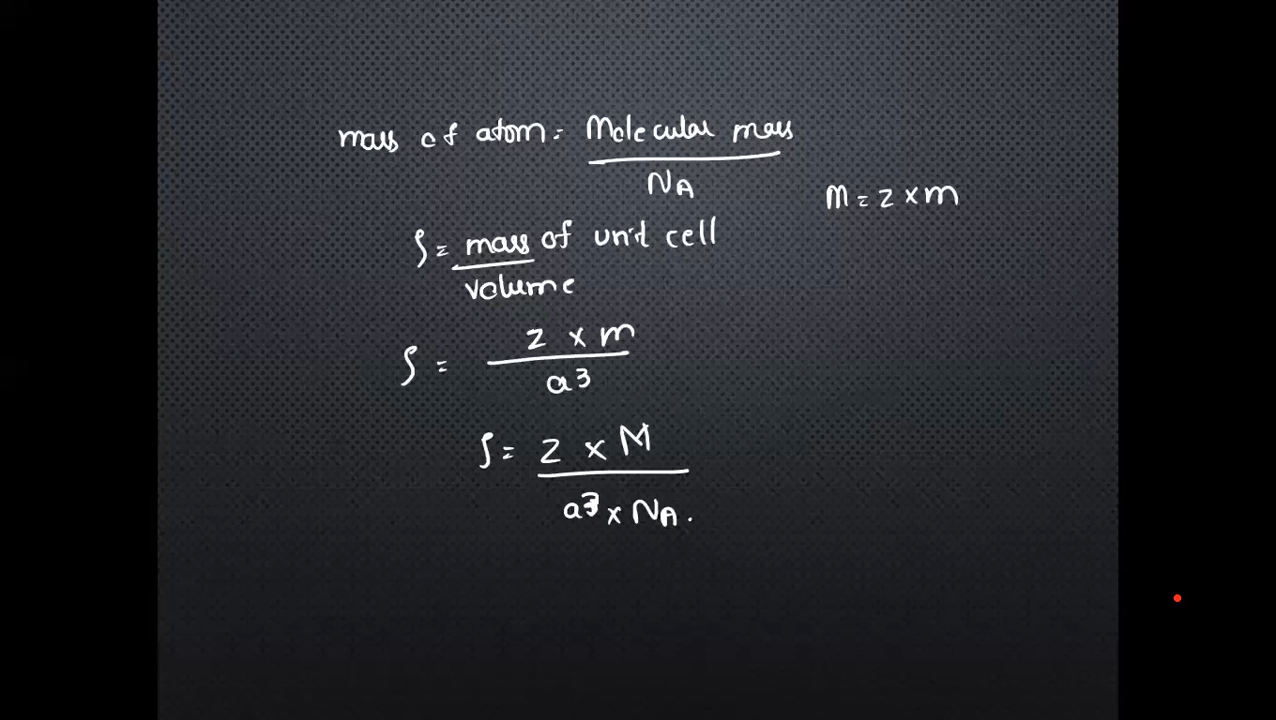 mass of atom = Molecular mass
NA
m = z × m
ρ = mass of unit cell
volume
ρ = z × m
a³
ρ = z × M
a³ × NA.